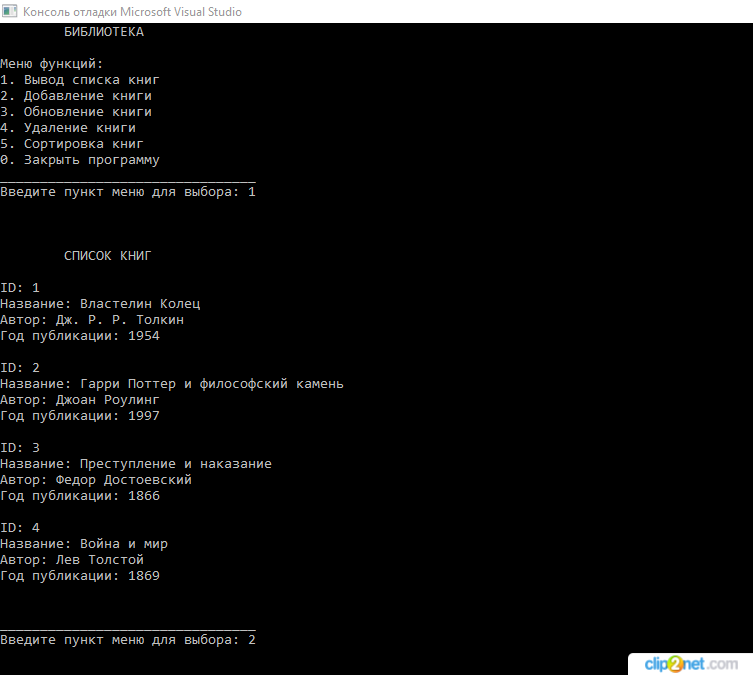 Консоль отладки Microsoft Visual Studio
БИБЛИОТЕКА
Меню функций:
1. Вывод списка книг
2. Добавление книги
3. Обновление книги
4. Удаление книги
5. Сортировка книг
0. Закрыть программу
________________________________
Введите пункт меню для выбора: 1
СПИСОК КНИГ
ID: 1
Название: Властелин Колец
Автор: Дж. Р. Р. Толкин
Год публикации: 1954
ID: 2
Название: Гарри Поттер и философский камень
Автор: Джоан Роулинг
Год публикации: 1997
ID: 3
Название: Преступление и наказание
Автор: Федор Достоевский
Год публикации: 1866
ID: 4
Название: Война и мир
Автор: Лев Толстой
Год публикации: 1869
________________________________
Введите пункт меню для выбора: 2
clip2net.com